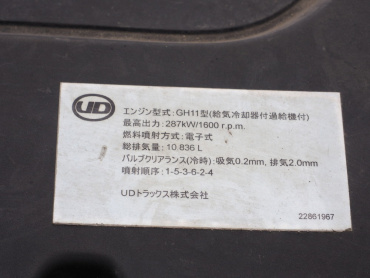 UD
エンジン型式:GH11型(給気冷却器付過給機付)
最高出力:287kW/1600 r.p.m.
燃料噴射方式:電子式
総排気量:10.836 L
バルブクリアランス(冷時):吸気0.2mm, 排気2.0mm
噴射順序:1-5-3-6-2-4
UDトラックス株式会社
22861967